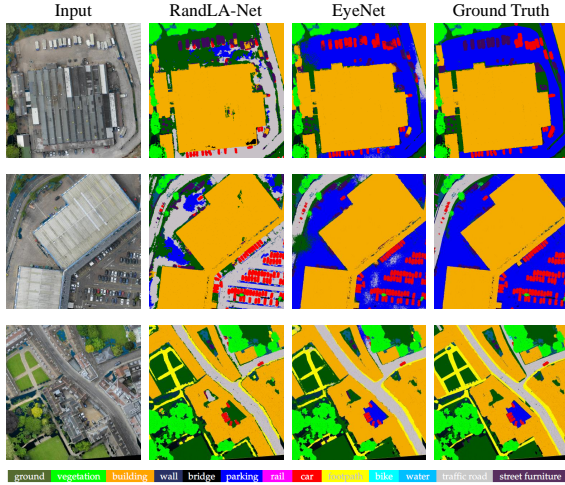 Input RandLA-Net EyeNet Ground Truth
ground vegetation building wall bridge parking rail car footpath bike water traffic road street furniture